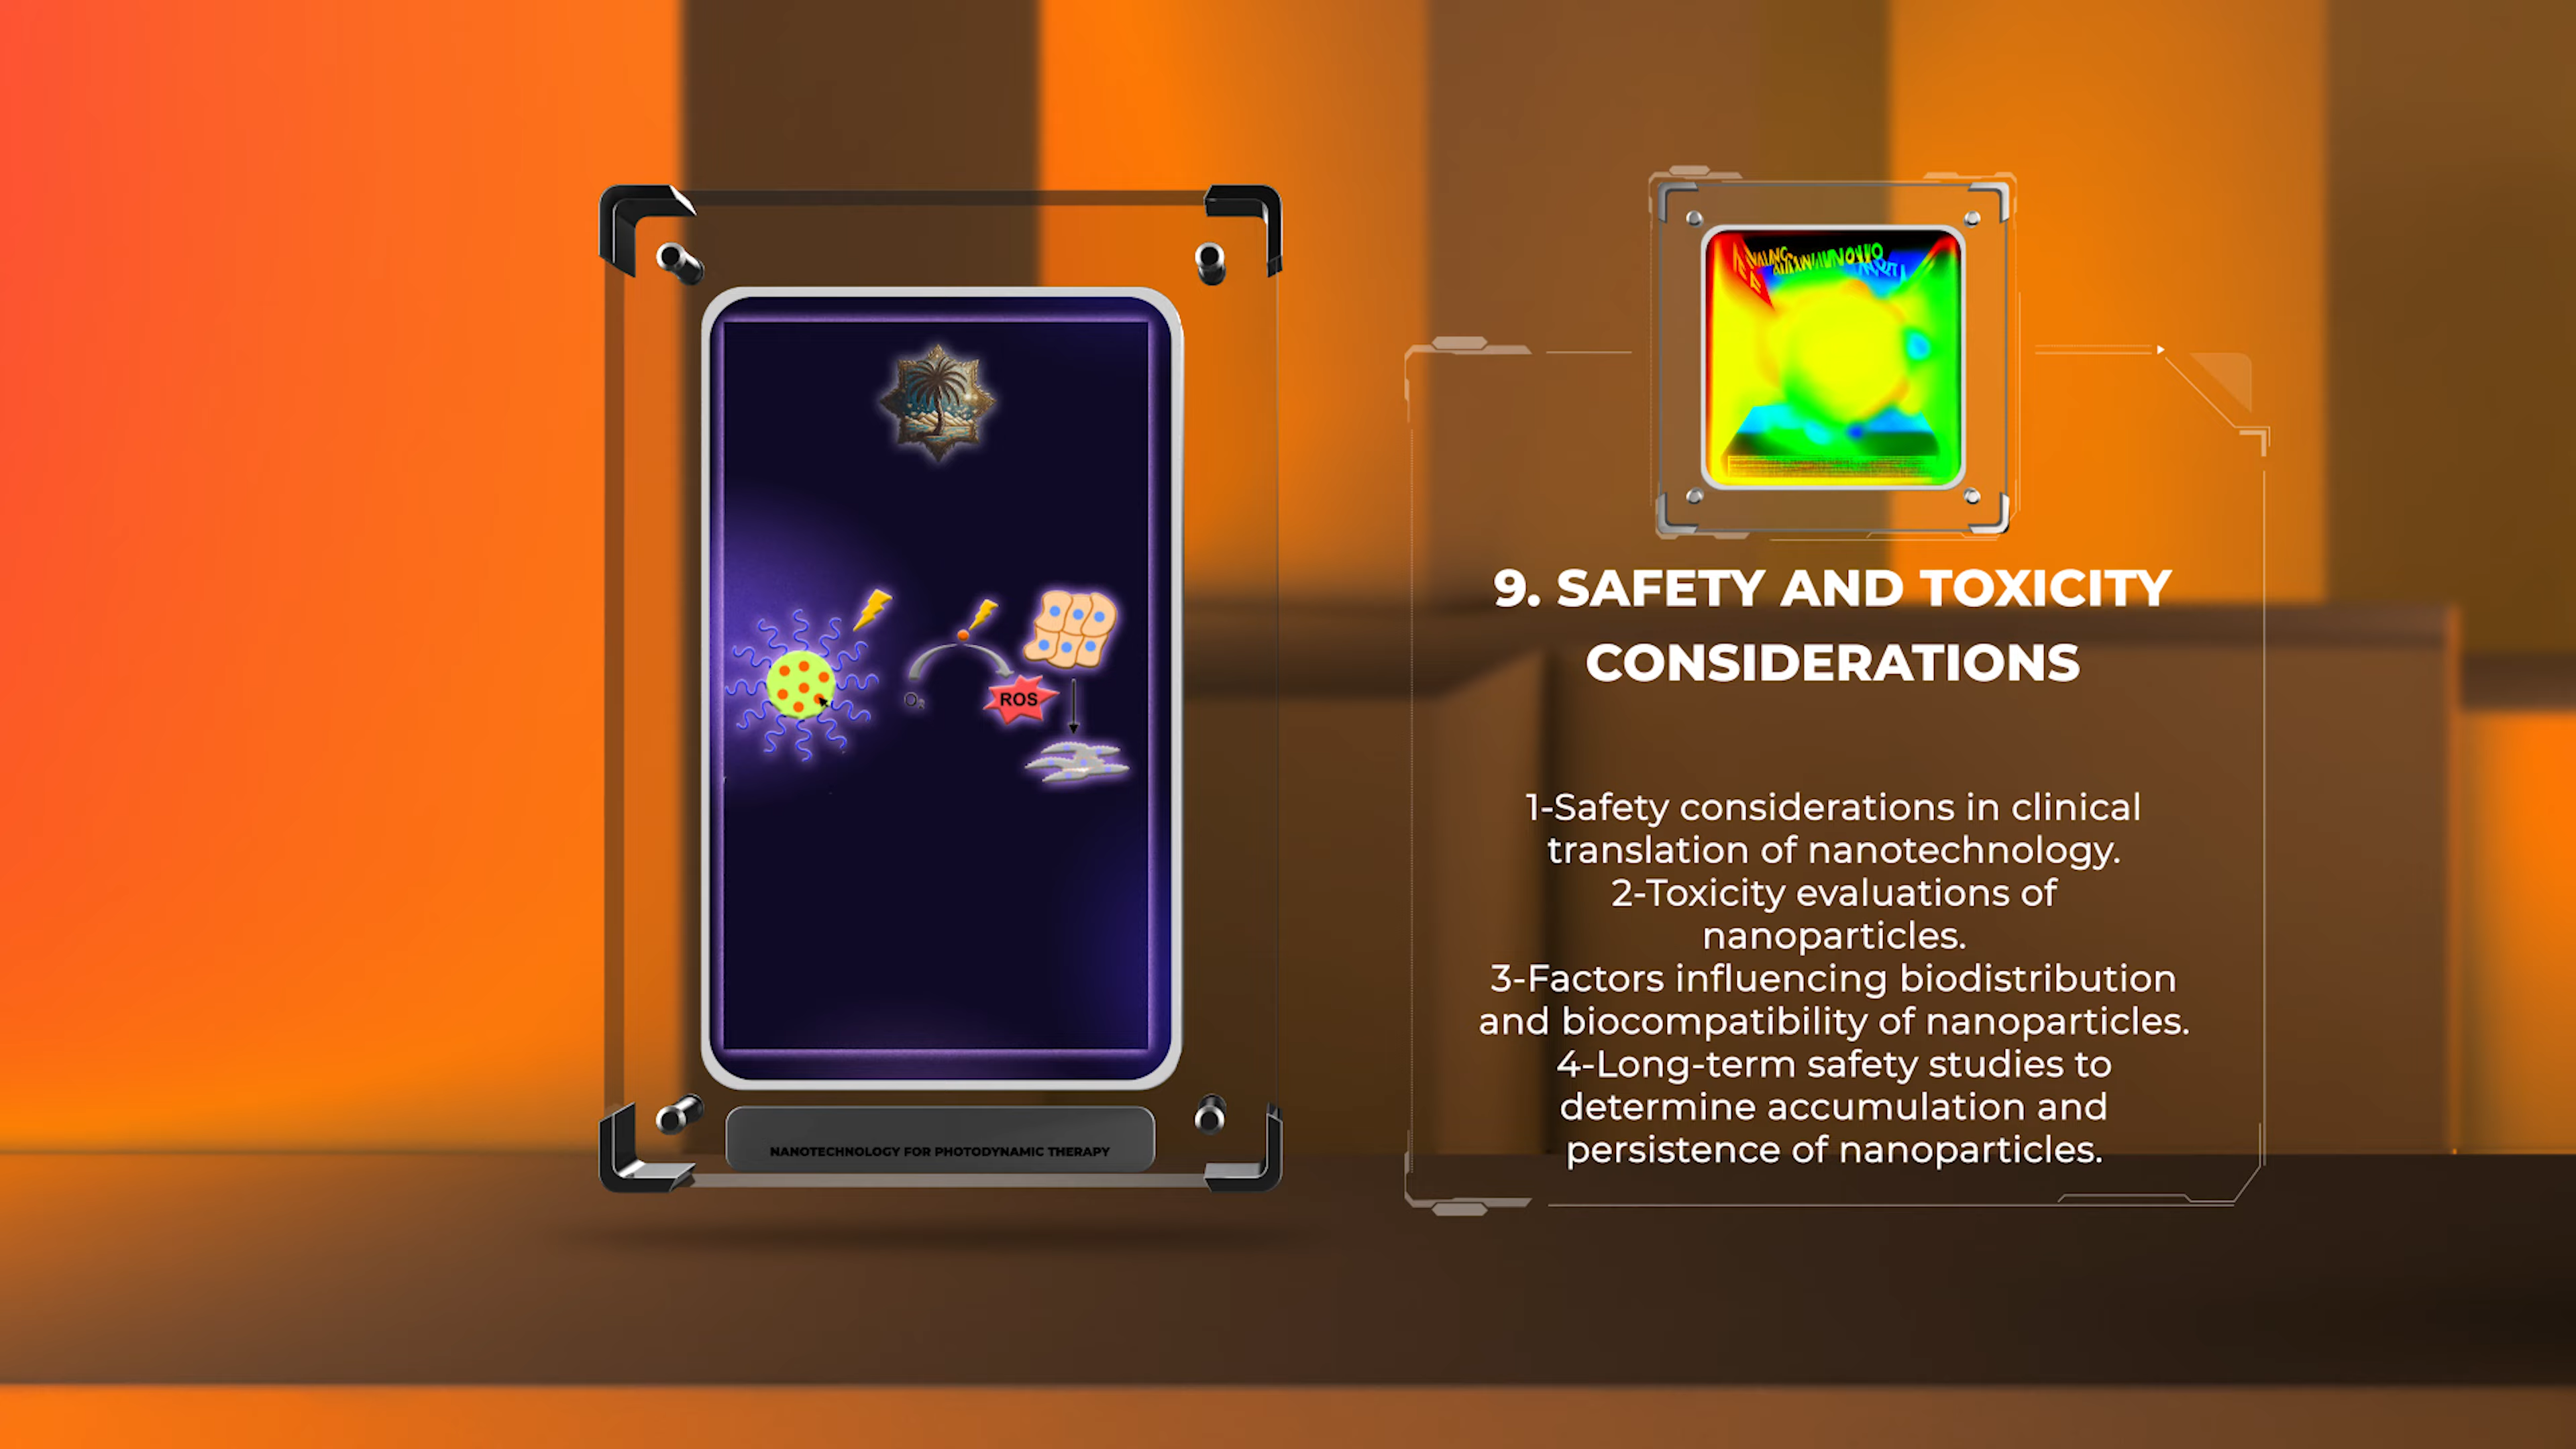 O₂
ROS
NANOTECHNOLOGY FOR PHOTODYNAMIC THERAPY
9. SAFETY AND TOXICITY
CONSIDERATIONS
1-Safety considerations in clinical
translation of nanotechnology.
2-Toxicity evaluations of
nanoparticles.
3-Factors influencing biodistribution
and biocompatibility of nanoparticles.
4-Long-term safety studies to
determine accumulation and
persistence of nanoparticles.